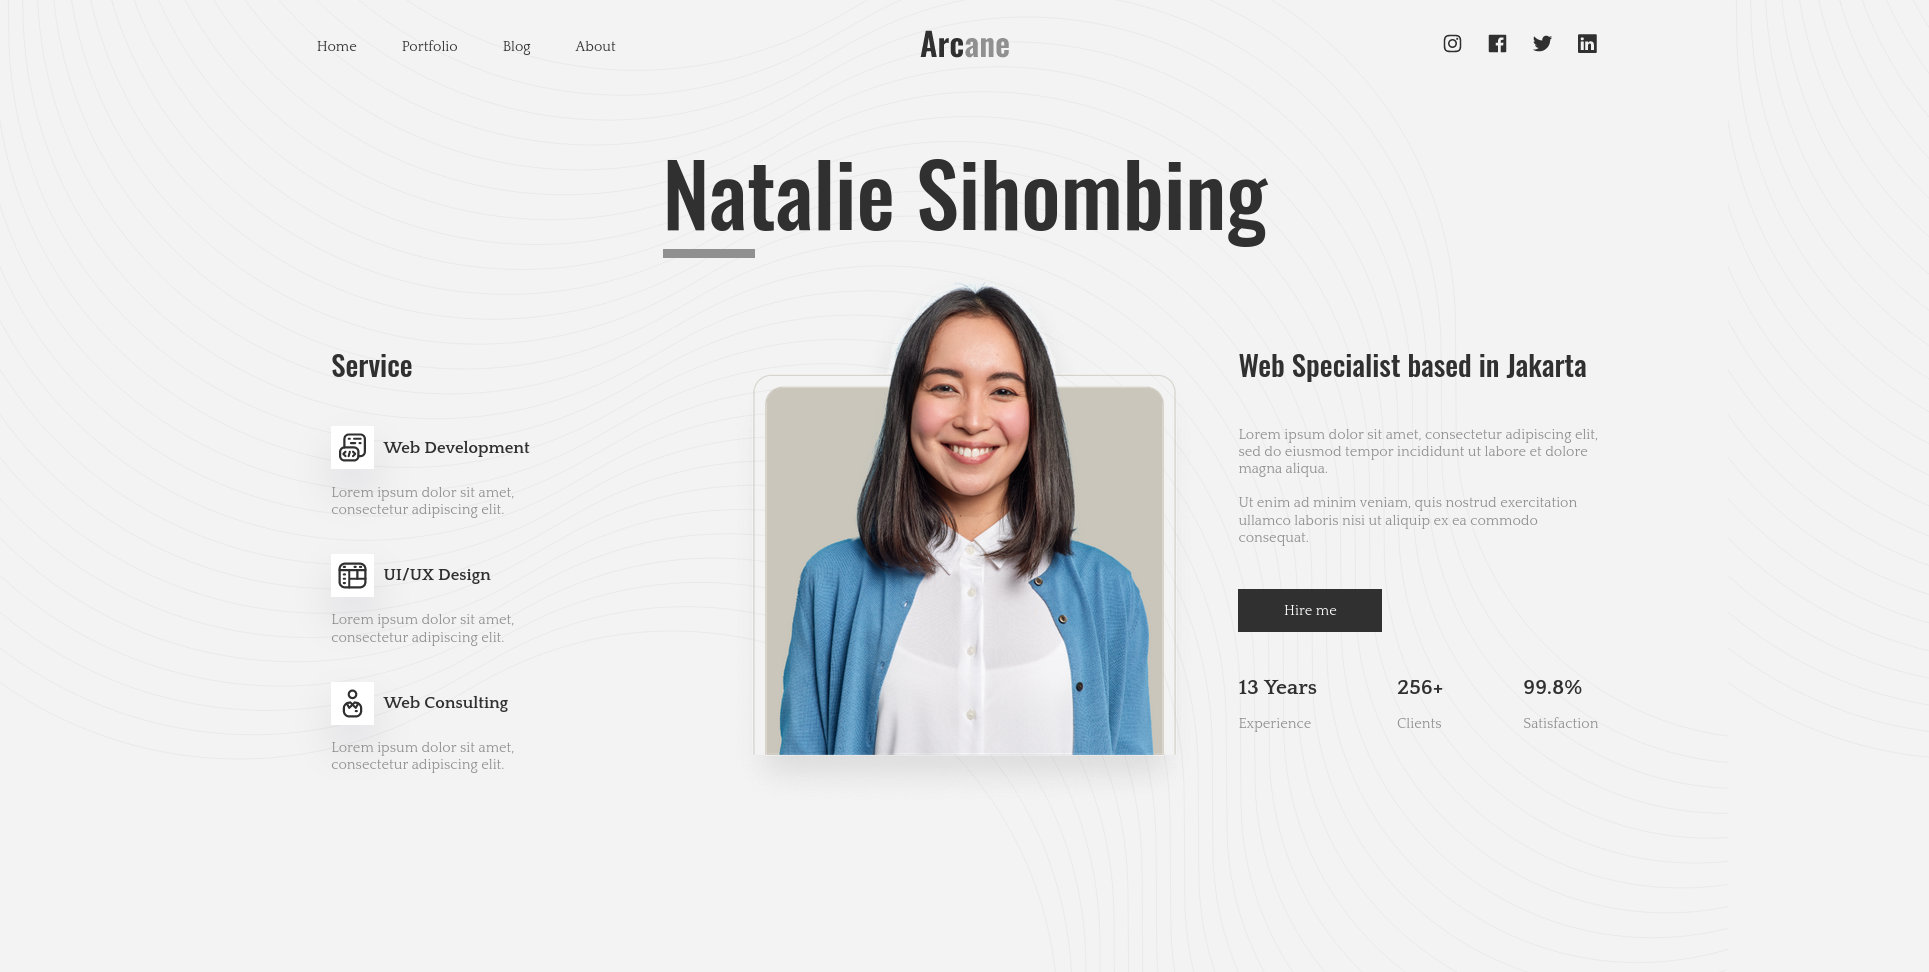 Home Portfolio Blog About
Arcane
Natalie Sihombing
Service
Web Development
Lorem ipsum dolor sit amet,
consectetur adipiscing elit.
UI/UX Design
Lorem ipsum dolor sit amet,
consectetur adipiscing elit.
Web Consulting
Lorem ipsum dolor sit amet,
consectetur adipiscing elit.
Web Specialist based in Jakarta
Lorem ipsum dolor sit amet, consectetur adipiscing elit,
sed do eiusmod tempor incididunt ut labore et dolore
magna aliqua.
Ut enim ad minim veniam, quis nostrud exercitation
ullamco laboris nisi ut aliquip ex ea commodo
consequat.
Hire me
13 Years 256+ 99.8%
Experience Clients Satisfaction